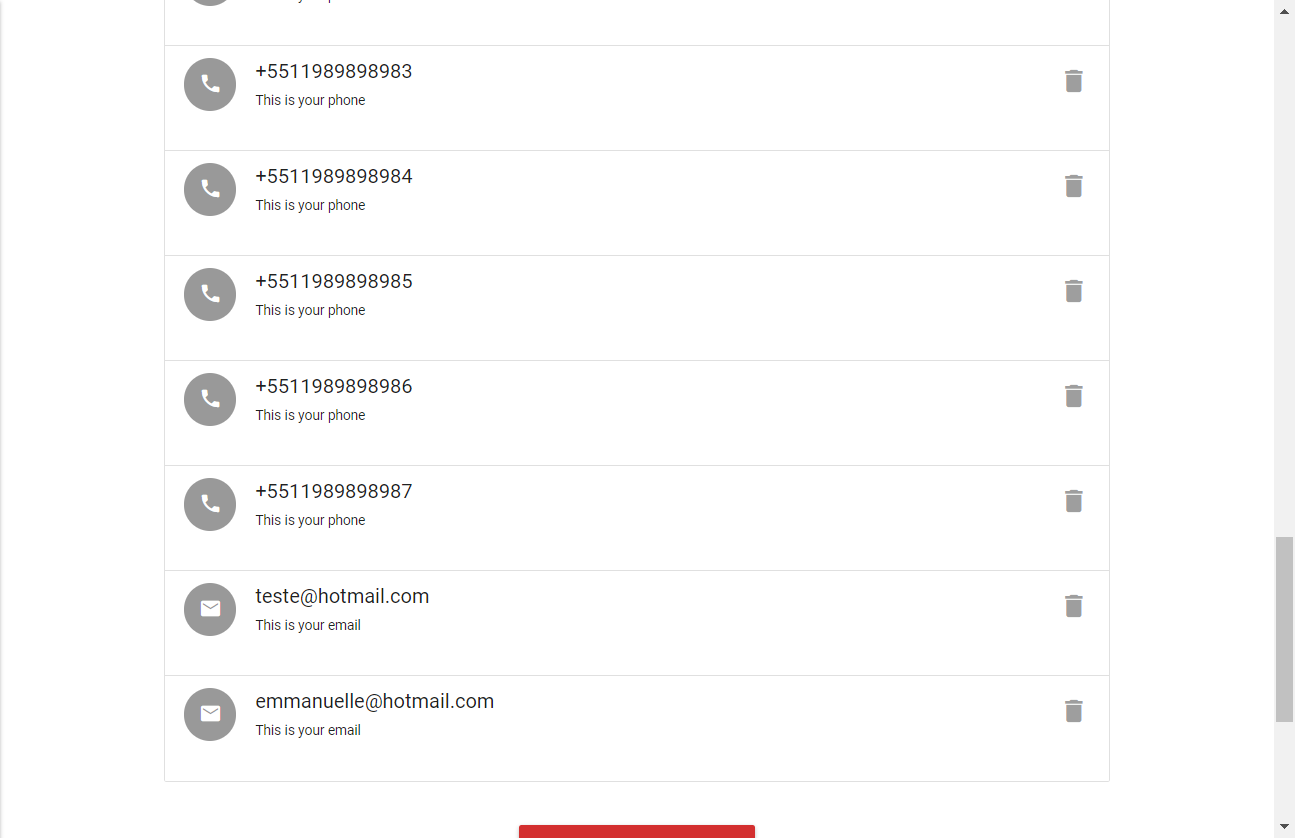 +5511989898983
This is your phone
+5511989898984
This is your phone
+5511989898985
This is your phone
+5511989898986
This is your phone
+5511989898987
This is your phone
teste@hotmail.com
This is your email
emmanuelle@hotmail.com
This is your email